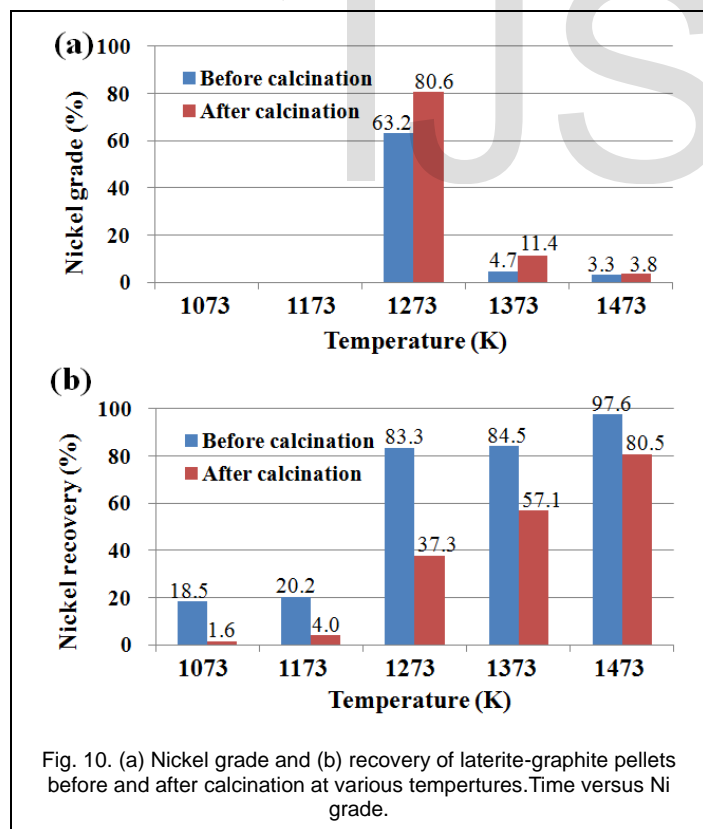 (a)
100
80
60
40
20
0
Nickel grade (%)
Before calcination
After calcination
63.2
80.6
4.7
11.4
3.3
3.8
1073 1173 1273 1373 1473
Temperature (K)
IJS
(b)
100
80
60
40
20
0
Nickel recovery (%)
Before calcination
After calcination
18.5
1.6
20.2
4.0
83.3
37.3
84.5
57.1
97.6
80.5
1073 1173 1273 1373 1473
Temperature (K)
Fig. 10. (a) Nickel grade and (b) recovery of laterite-graphite pellets
before and after calcination at various tempertures.Time versus Ni
grade.